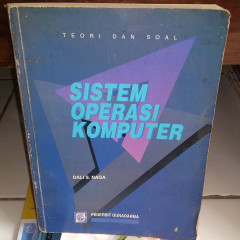 TEORI DAN SOAL
SISTEM
OPERASI
KOMPUTER
DALI S. NAGA
PENERBIT GUNADARMA